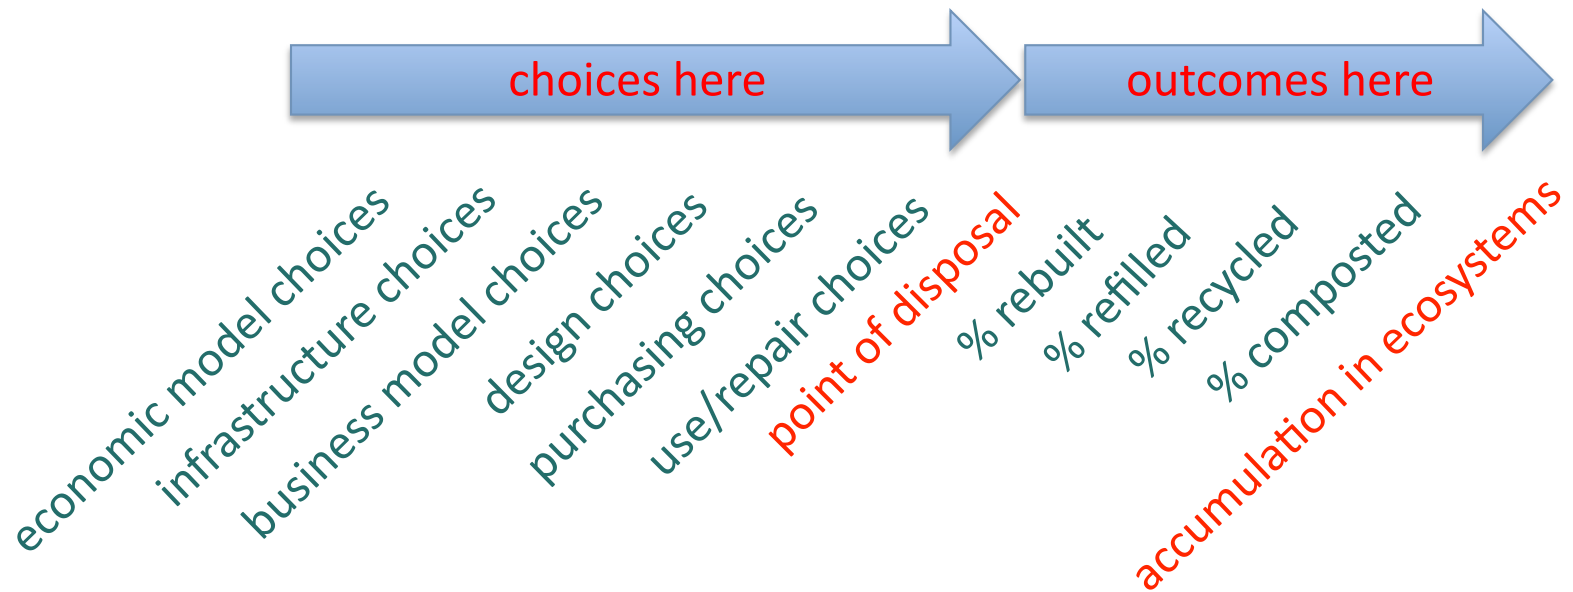 choices here
outcomes here
economic model choices
infrastructure choices
business model choices
design choices
purchasing choices
use/repair choices
point of disposal
% rebuilt
% refilled
% recycled
% composted
accumulation in ecosystems